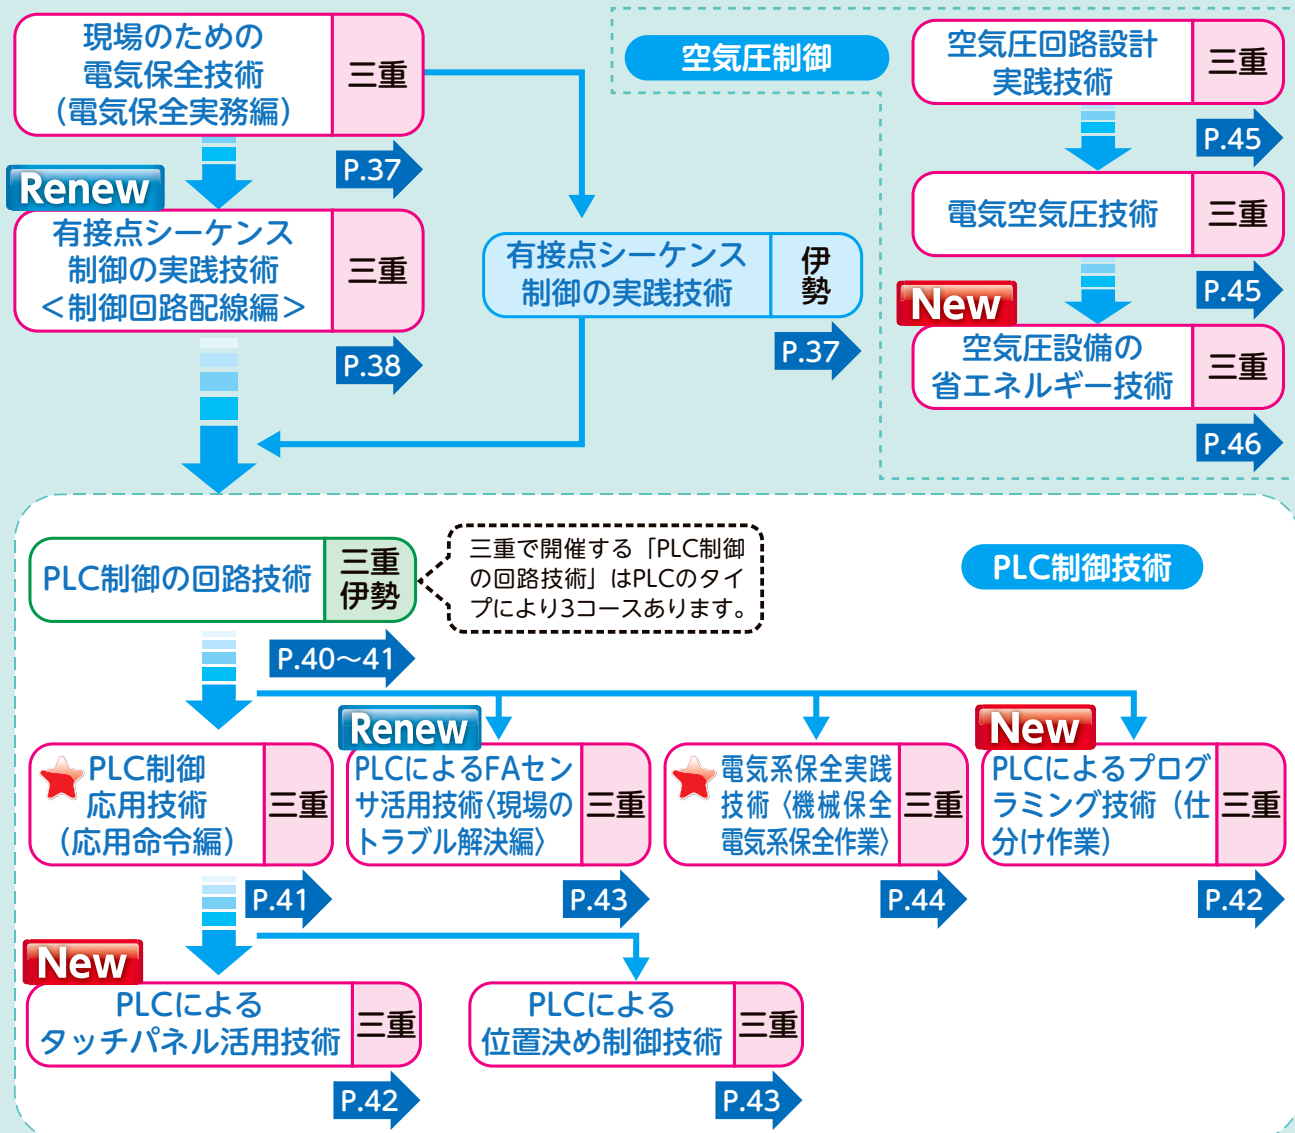 現場のための
電気保全技術
（電気保全実務編）
三重
P.37
Renew
有接点シーケンス
制御の実践技術
＜制御回路配線編＞
三重
P.38
有接点シーケンス
制御の実践技術
伊勢
P.37
空気圧制御
空気圧回路設計
実践技術
三重
P.45
電気空気圧技術
三重
P.45
New
空気圧設備の
省エネルギー技術
三重
P.46
PLC制御技術
PLC制御の回路技術
三重
伊勢
三重で開催する「PLC制御
の回路技術」はPLCのタイ
プにより3コースあります。
P.40～41
PLC制御
応用技術
（応用命令編）
三重
P.41
Renew
PLCによるFAセン
サ活用技術〈現場の
トラブル解決編〉
三重
P.43
電気系保全実践
技術〈機械保全
電気系保全作業〉
三重
P.44
New
PLCによるプログ
ラミング技術（仕
分け作業）
三重
P.42
New
PLCによる
タッチパネル活用技術
三重
P.42
PLCによる
位置決め制御技術
三重
P.43